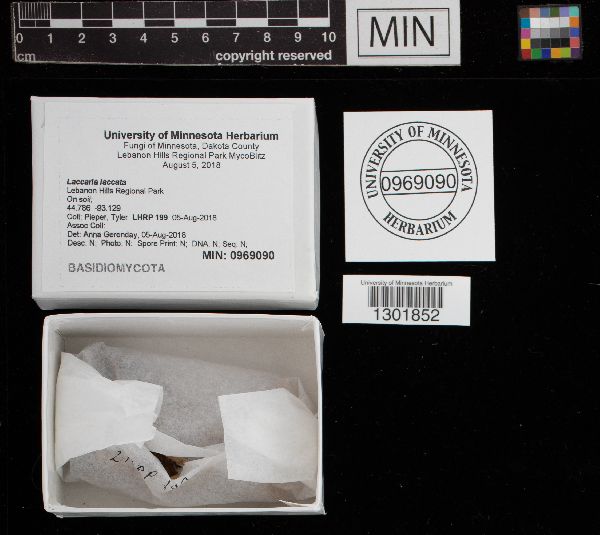 0 1 2 3 4 5 6 7 8 9 10
cm
copyright reserved
MIN
University of Minnesota Herbarium
Fungi of Minnesota, Dakota County
Lebanon Hills Regional Park MycoBlitz
August 5, 2018
Laccaria laccata
Lebanon Hills Regional Park
On soil,
44.786 -93.129
Coll: Pieper, Tyler LHRP 199 05-Aug-2018
Assoc Coll:
Det: Anna Gerenday, 05-Aug-2018
Desc. N; Photo: N; Spore Print: N; DNA. N. Seq. N;
MIN: 0969090
BASIDIOMYCOTA
UNIVERSITY OF MINNESOTA
0969090
HERBARIUM
University of Minnesota Herbarium
1301852